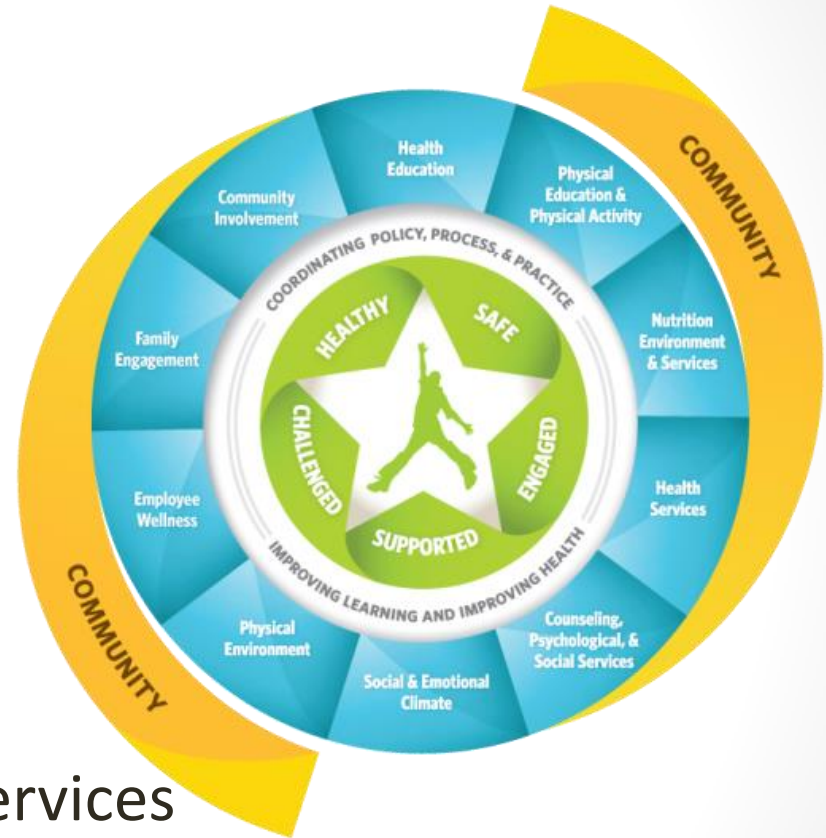 COMMUNITY
Health
Education
Physical
Education &
Physical Activity
Nutrition
Environment
& Services
Health
Services
Counseling,
Psychological, &
Social Services
Social & Emotional
Climate
Physical
Environment
Employee
Wellness
Family
Engagement
Community
Involvement
COORDINATING POLICY, PROCESS, & PRACTICE
IMPROVING LEARNING AND IMPROVING HEALTH
HEALTHY
SAFE
ENGAGED
SUPPORTED
CHALLENGED
COMMUNITY